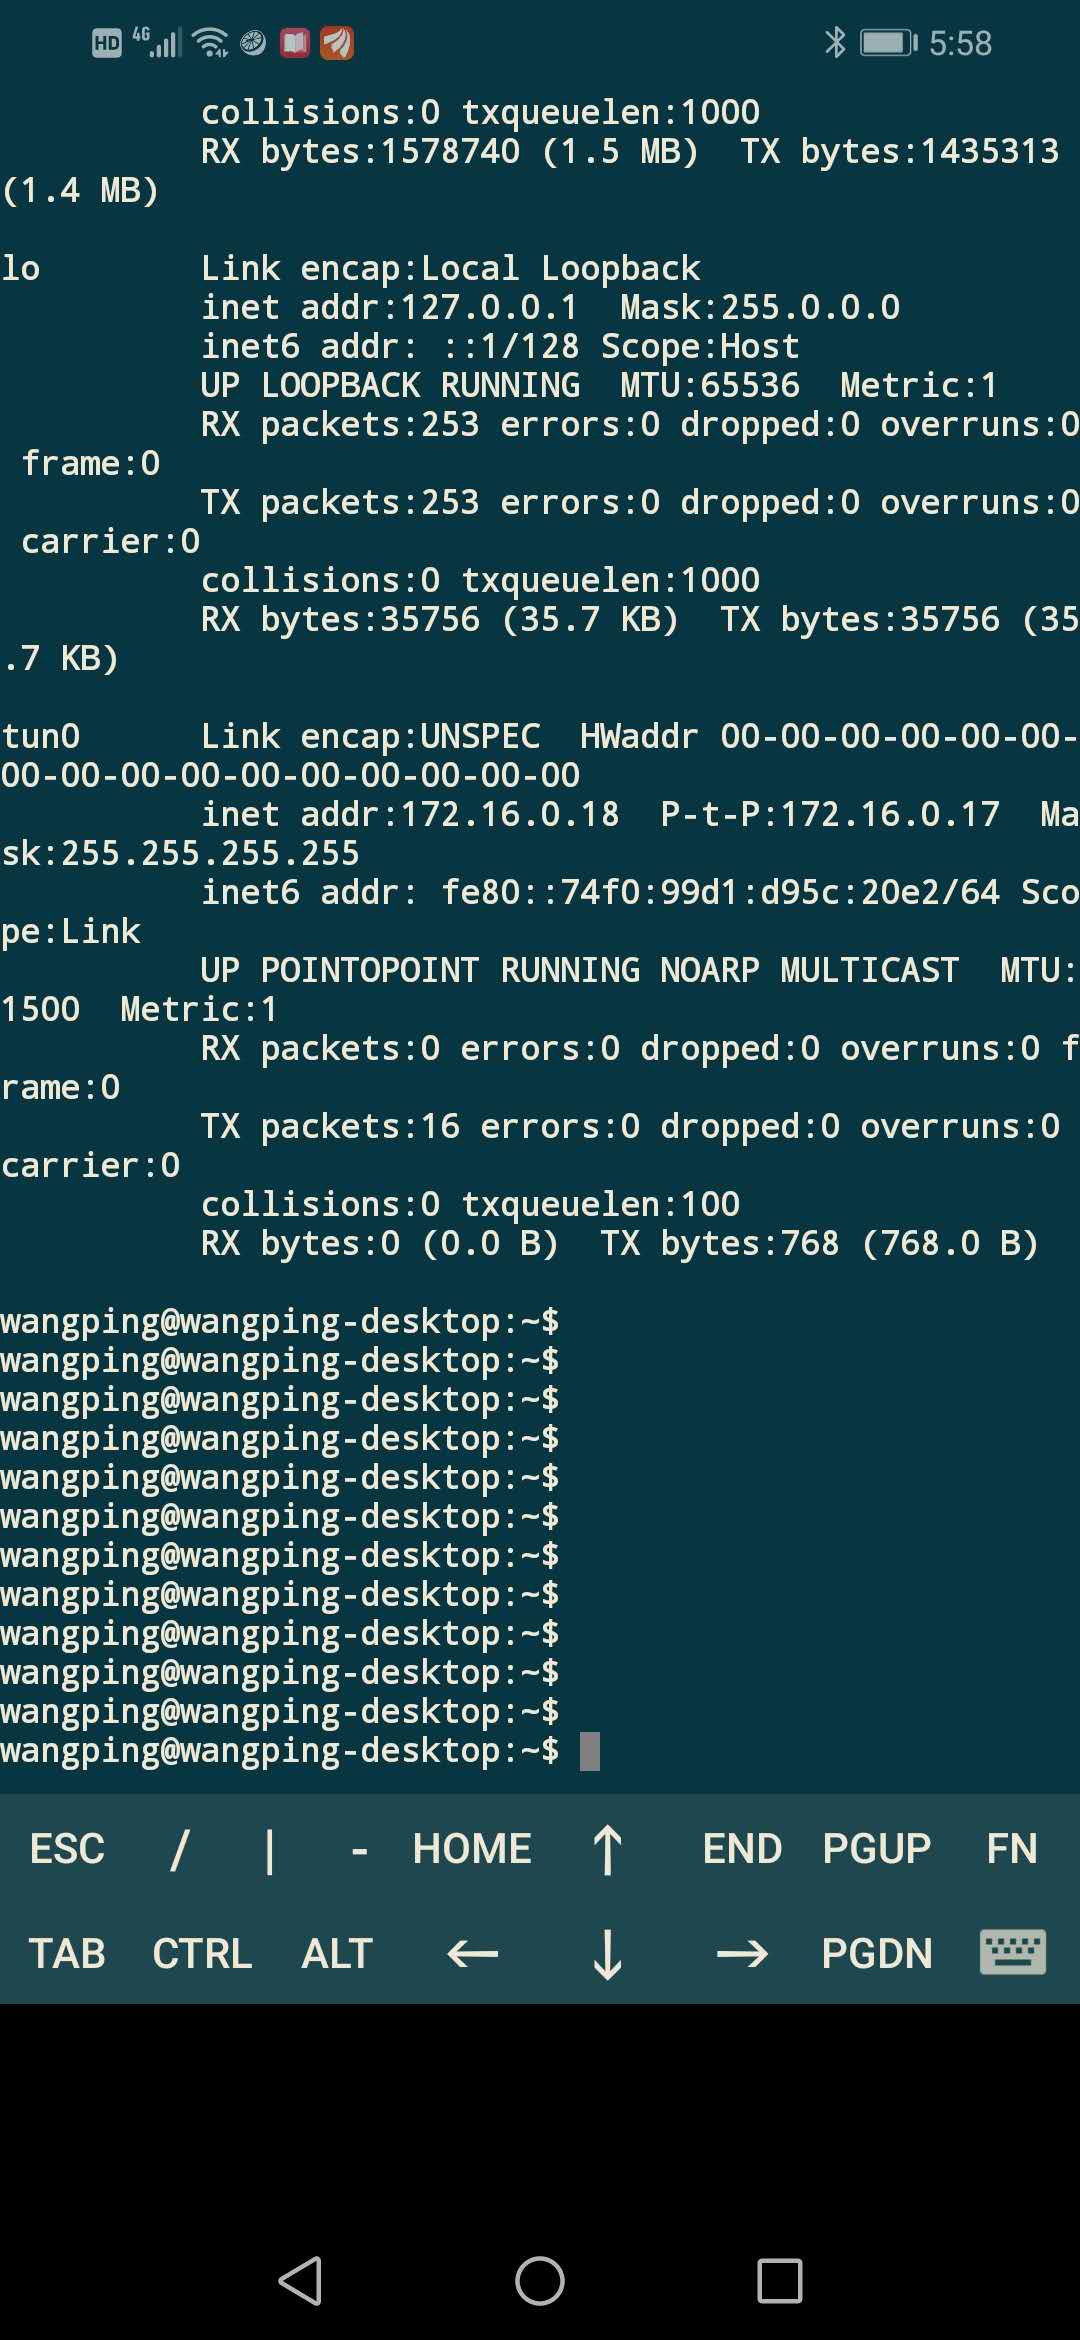 HD 4G 5:58
collisions:0 txqueuelen:1000
RX bytes:1578740 (1.5 MB)  TX bytes:1435313
(1.4 MB)
lo        Link encap:Local Loopback
inet addr:127.0.0.1  Mask:255.0.0.0
inet6 addr: ::1/128 Scope:Host
UP LOOPBACK RUNNING  MTU:65536  Metric:1
RX packets:253 errors:0 dropped:0 overruns:0
frame:0
TX packets:253 errors:0 dropped:0 overruns:0
carrier:0
collisions:0 txqueuelen:1000
RX bytes:35756 (35.7 KB)  TX bytes:35756 (35
.7 KB)
tun0      Link encap:UNSPEC  HWaddr 00-00-00-00-00-00-
00-00-00-00-00-00-00-00-00-00
inet addr:172.16.0.18  P-t-P:172.16.0.17  Ma
sk:255.255.255.255
inet6 addr: fe80::74f0:99d1:d95c:20e2/64 Sco
pe:Link
UP POINTOPOINT RUNNING NOARP MULTICAST  MTU:
1500  Metric:1
RX packets:0 errors:0 dropped:0 overruns:0 f
rame:0
TX packets:16 errors:0 dropped:0 overruns:0
carrier:0
collisions:0 txqueuelen:100
RX bytes:0 (0.0 B)  TX bytes:768 (768.0 B)
wangping@wangping-desktop:~$
wangping@wangping-desktop:~$
wangping@wangping-desktop:~$
wangping@wangping-desktop:~$
wangping@wangping-desktop:~$
wangping@wangping-desktop:~$
wangping@wangping-desktop:~$
wangping@wangping-desktop:~$
wangping@wangping-desktop:~$
wangping@wangping-desktop:~$
wangping@wangping-desktop:~$
wangping@wangping-desktop:~$
ESC / | - HOME ↑ END PGUP FN
TAB CTRL ALT ← ↓ → PGDN